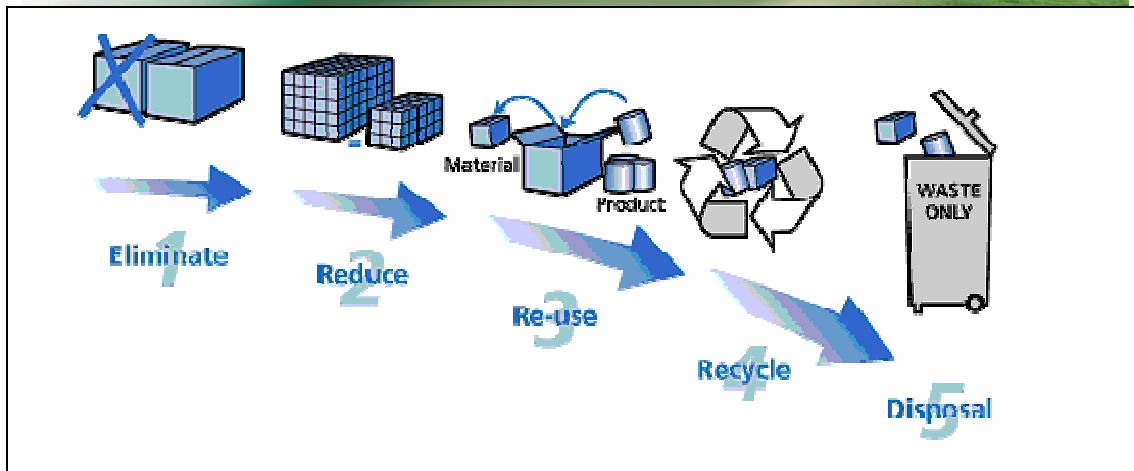 Material
Product
WASTE
ONLY
1
Eliminate
2
Reduce
3
Re-use
4
Recycle
5
Disposal